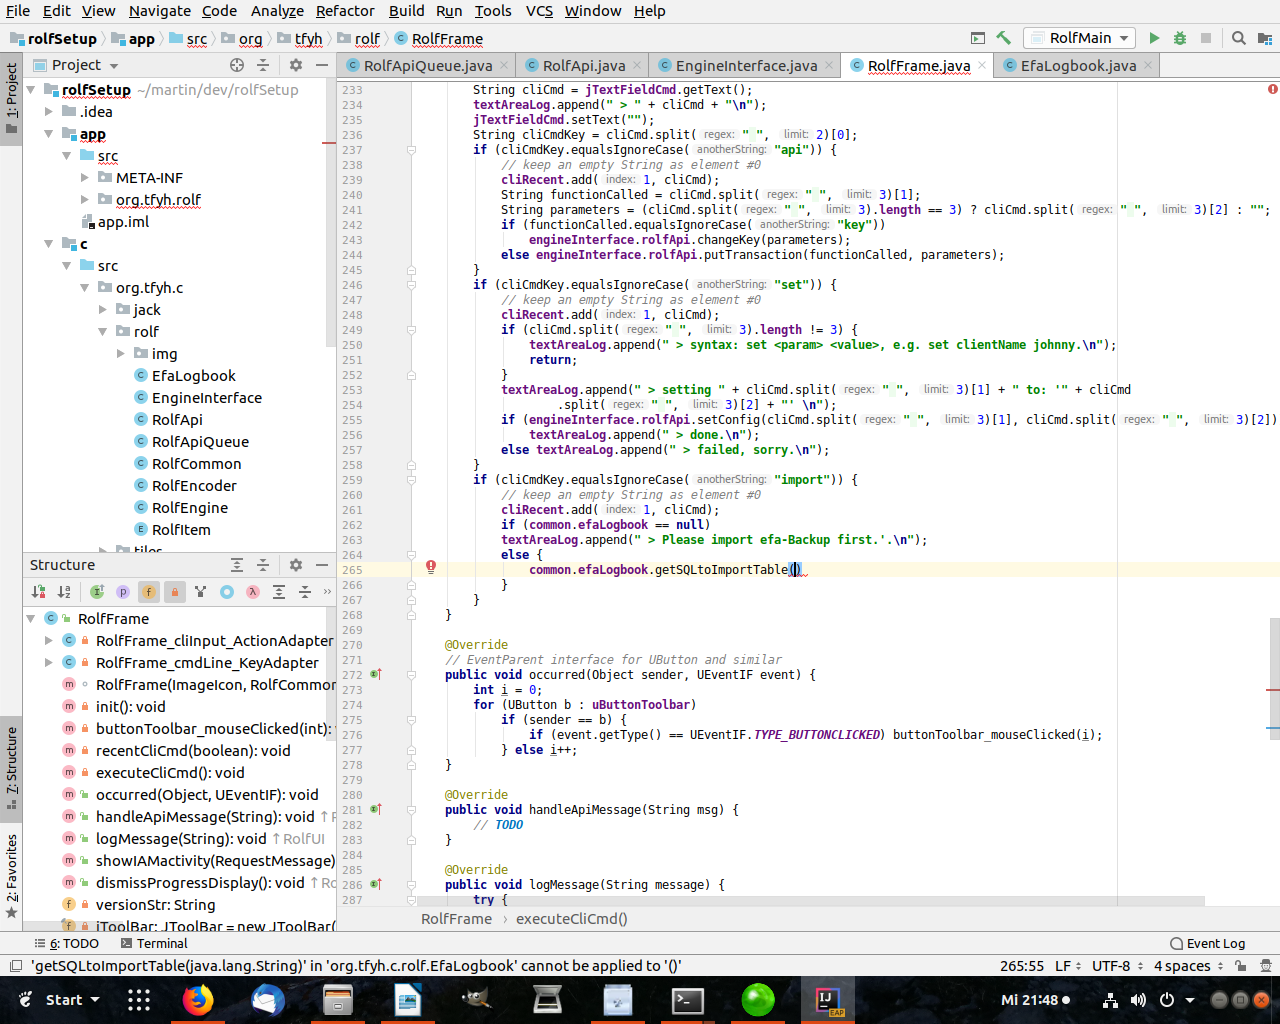 File Edit View Navigate Code Analyze Refactor Build Run Tools VCS Window Help
rolfSetup app src org tfyh rolf RolfFrame RolfMain
Project RolfApiQueue.java RolfApi.java EngineInterface.java RolfFrame.java EfaLogbook.java
1: Project
7: Structure
2: Favorites
rolfSetup ~/martin/dev/rolfSetup
.idea
app
src
META-INF
org.tfyh.rolf
app.iml
c
src
org.tfyh.c
jack
rolf
img
EfaLogbook
EngineInterface
RolfApi
RolfApiQueue
RolfCommon
RolfEncoder
RolfEngine
RolfItem
tiles
Structure
RolfFrame
RolfFrame_cliInput_ActionAdapter
RolfFrame_cmdLine_KeyAdapter
RolfFrame(ImageIcon, RolfCommon
init(): void
buttonToolbar_mouseClicked(int):
recentCliCmd(boolean): void
executeCliCmd(): void
occurred(Object, UEventIF): void
handleApiMessage(String): void ↑R
logMessage(String): void ↑RolfUI
showIAMactivity(RequestMessage)
dismissProgressDisplay(): void ↑Ro
versionStr: String
jToolBar: JToolBar = new JToolBar(
233 String cliCmd = jTextFieldCmd.getText();
234 textAreaLog.append(" > " + cliCmd + "\n");
235 jTextFieldCmd.setText("");
236 String cliCmdKey = cliCmd.split( regex: " ", limit: 2)[0];
237 if (cliCmdKey.equalsIgnoreCase( anotherString: "api")) {
238 // keep an empty String as element #0
239 cliRecent.add( index: 1, cliCmd);
240 String functionCalled = cliCmd.split( regex: " ", limit: 3)[1];
241 String parameters = (cliCmd.split( regex: " ", limit: 3).length == 3) ? cliCmd.split( regex: " ", limit: 3)[2] : "";
242 if (functionCalled.equalsIgnoreCase( anotherString: "key"))
243 engineInterface.rolfApi.changeKey(parameters);
244 else engineInterface.rolfApi.putTransaction(functionCalled, parameters);
245 }
246 if (cliCmdKey.equalsIgnoreCase( anotherString: "set")) {
247 // keep an empty String as element #0
248 cliRecent.add( index: 1, cliCmd);
249 if (cliCmd.split( regex: " ", limit: 3).length != 3) {
250 textAreaLog.append(" > syntax: set <param> <value>, e.g. set clientName johnny.\n");
251 return;
252 }
253 textAreaLog.append(" > setting " + cliCmd.split( regex: " ", limit: 3)[1] + " to: '" + cliCmd
254 .split( regex: " ", limit: 3)[2] + "' \n");
255 if (engineInterface.rolfApi.setConfig(cliCmd.split( regex: " ", limit: 3)[1], cliCmd.split( regex: " ", limit: 3)[2])
256 textAreaLog.append(" > done.\n");
257 else textAreaLog.append(" > failed, sorry.\n");
258 }
259 if (cliCmdKey.equalsIgnoreCase( anotherString: "import")) {
260 // keep an empty String as element #0
261 cliRecent.add( index: 1, cliCmd);
262 if (common.efaLogbook == null)
263 textAreaLog.append(" > Please import efa-Backup first.'.\n");
264 else {
265 common.efaLogbook.getSQLtoImportTable()
266 }
267 }
268 }
269
270 @Override
271 // EventParent interface for UButton and similar
272 public void occurred(Object sender, UEventIF event) {
273 int i = 0;
274 for (UButton b : uButtonToolbar)
275 if (sender == b) {
276 if (event.getType() == UEventIF.TYPE_BUTTONCLICKED) buttonToolbar_mouseClicked(i);
277 } else i++;
278 }
279
280 @Override
281 public void handleApiMessage(String msg) {
282 // TODO
283 }
284
285 @Override
286 public void logMessage(String message) {
287 try {
RolfFrame › executeCliCmd()
6: TODO Terminal Event Log
'getSQLtoImportTable(java.lang.String)' in 'org.tfyh.c.rolf.EfaLogbook' cannot be applied to '()' 265:55 LF UTF-8 4 spaces
Start IJ EAP Mi 21:48